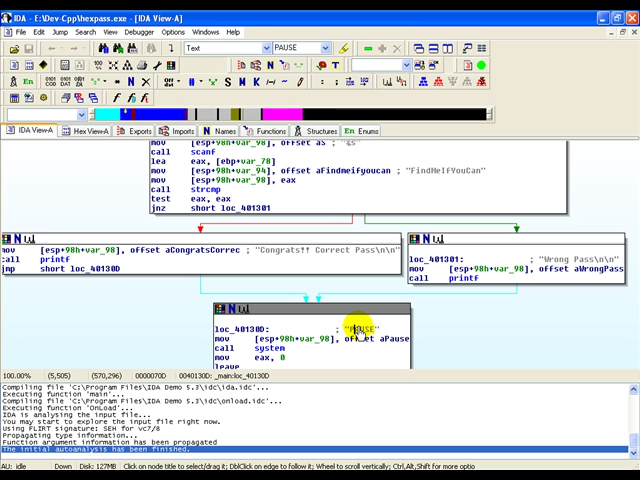 IDA - E:\Dev-Cpp\hexpass.exe - [IDA View-A]
File Edit Jump Search View Debugger Options Windows Help
Text PAUSE
En
IDA View-A Hex View-A Exports Imports Names Functions Structures En Enums
mov [esp+98h+var_98], offset aS ; "%s"
call scanf
lea eax, [ebp+var_78]
mov [esp+98h+var_94], offset aFindmeifyoucan ; "FindMeIfYouCan"
mov [esp+98h+var_98], eax
call strcmp
test eax, eax
jnz short loc_401301
mov [esp+98h+var_98], offset aCongratsCorrec ; "Congrats!! Correct Pass\n\n"
call printf
jmp short loc_40130D
loc_401301: ; "Wrong Pass\n\n"
mov [esp+98h+var_98], offset aWrongPass
call printf
loc_40130D: ; "PAUSE"
mov [esp+98h+var_98], offset aPause
call system
mov eax, 0
leave
100.00% (5,505) (570,296) 0000070D 0040130D: _main:loc_40130D
Compiling file 'C:\Program Files\IDA Demo 5.3\idc\ida.idc'...
Executing function 'main'...
Compiling file 'C:\Program Files\IDA Demo 5.3\idc\onload.idc'...
Executing function 'OnLoad'...
IDA is analysing the input file...
You may start to explore the input file right now.
Using FLIRT signature: SEH for vc7/8
Propagating type information...
Function argument information has been propagated
The initial autoanalysis has been finished.
AU: idle Down Disk: 127MB Click on node title to select/drag it; DblClick on edge to follow it; Wheel to scroll vertically; Ctrl,Alt,Shift for more optio